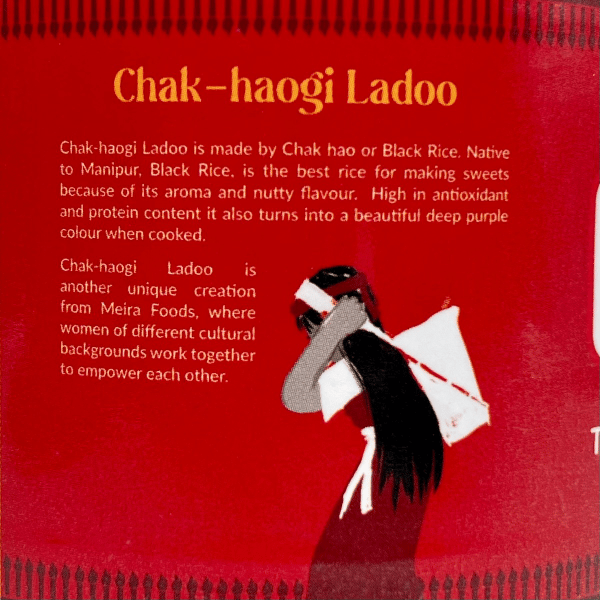 Chak-haogi Ladoo
Chak-haogi Ladoo is made by Chak hao or Black Rice. Native
to Manipur, Black Rice, is the best rice for making sweets
because of its aroma and nutty flavour. High in antioxidant
and protein content it also turns into a beautiful deep purple
colour when cooked.
Chak-haogi Ladoo is
another unique creation
from Meira Foods, where
women of different cultural
backgrounds work together
to empower each other.